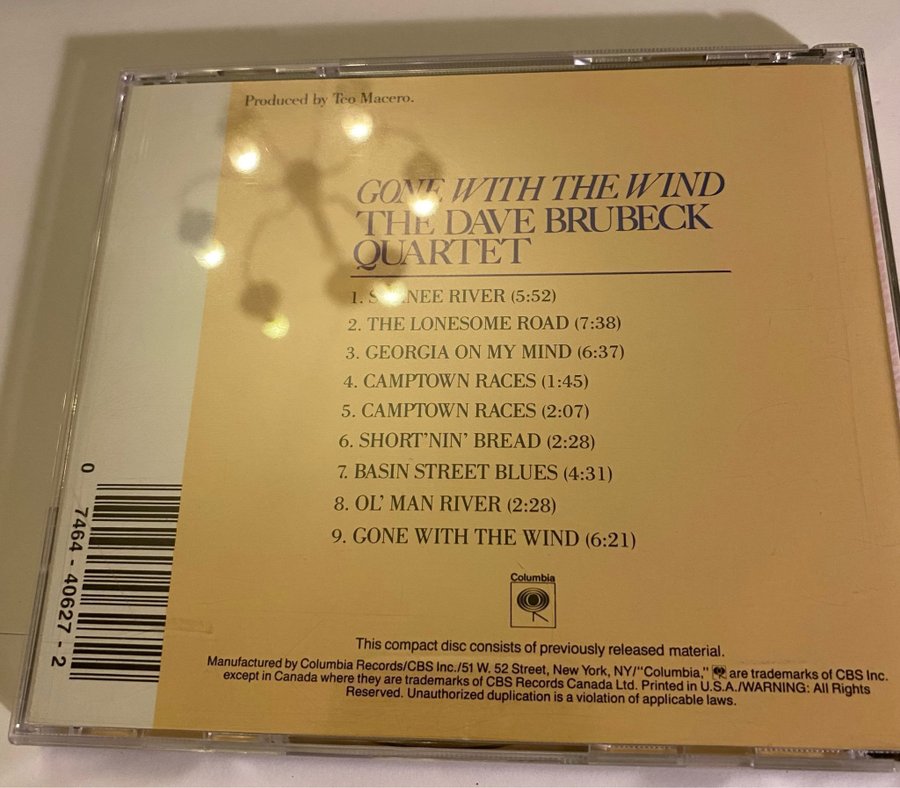 Produced by Teo Macero.
GONE WITH THE WIND
THE DAVE BRUBECK
QUARTET
1. S NEE RIVER (5:52)
2. THE LONESOME ROAD (7:38)
3. GEORGIA ON MY MIND (6:37)
4. CAMPTOWN RACES (1:45)
5. CAMPTOWN RACES (2:07)
6. SHORT'NIN' BREAD (2:28)
7. BASIN STREET BLUES (4:31)
8. OL' MAN RIVER (2:28)
9. GONE WITH THE WIND (6:21)
Columbia
This compact disc consists of previously released material.
Manufactured by Columbia Records/CBS Inc./51 W. 52 Street, New York, NY/"Columbia," are trademarks of CBS Inc.
except in Canada where they are trademarks of CBS Records Canada Ltd. Printed in U.S.A./WARNING: All Rights
Reserved. Unauthorized duplication is a violation of applicable laws.
0 7464-40627-2